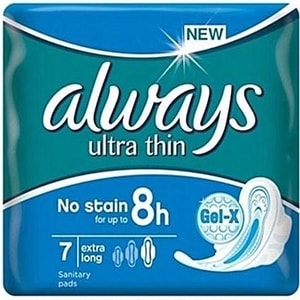 NEW
always
ultra thin
No stain
for up to
8h
Gel-X
7
extra
long
Sanitary
pads